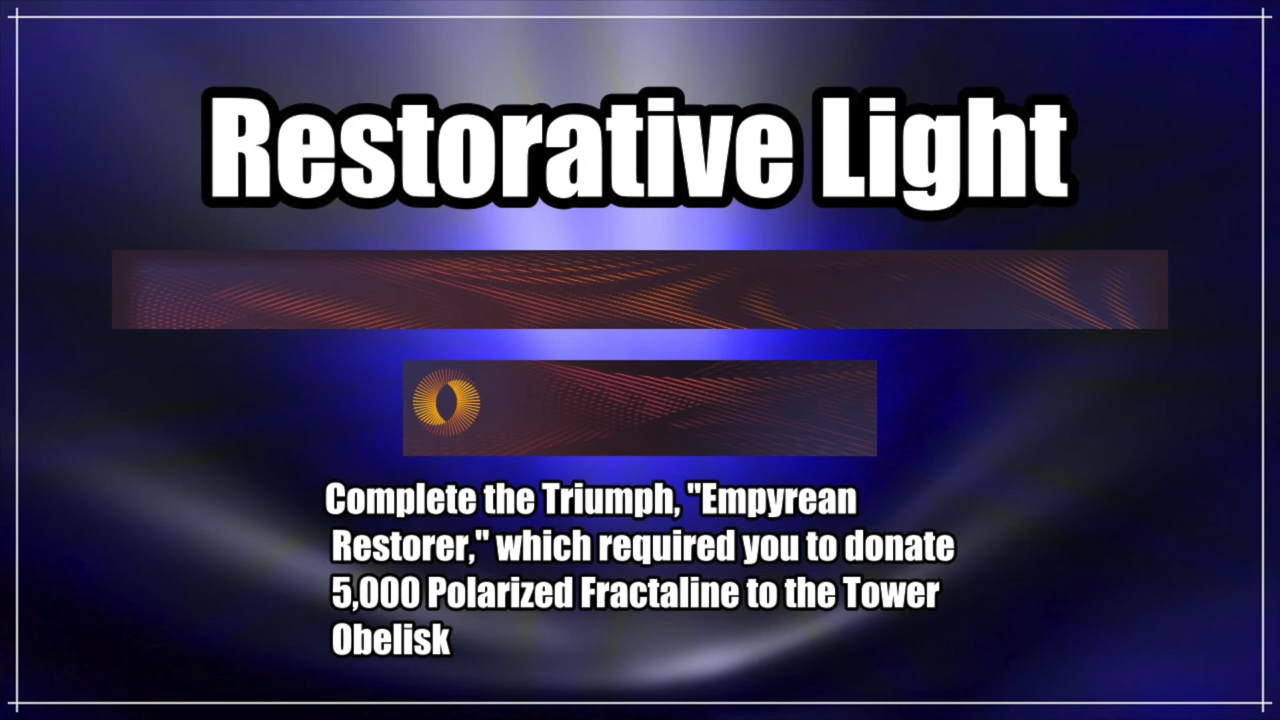 Restorative Light
Complete the Triumph, "Empyrean
Restorer," which required you to donate
5,000 Polarized Fractaline to the Tower
Obelisk